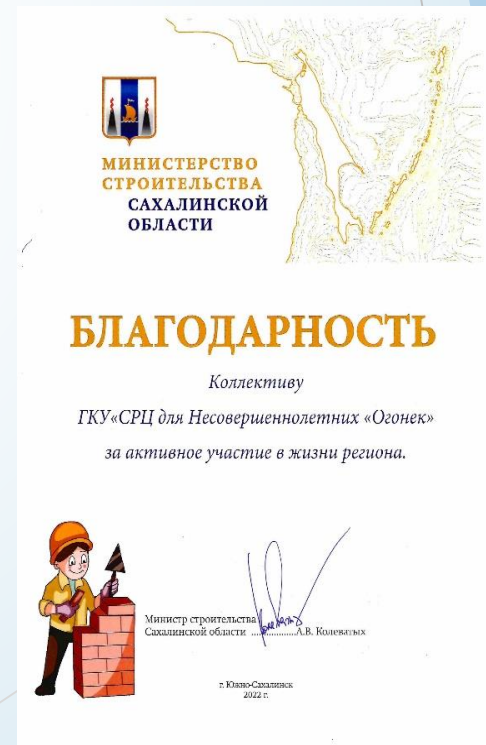 МИНИСТЕРСТВО
СТРОИТЕЛЬСТВА
САХАЛИНСКОЙ
ОБЛАСТИ
БЛАГОДАРНОСТЬ
Коллективу
ГКУ«СРЦ для Несовершеннолетних «Огонек»
за активное участие в жизни региона.
Министр строительства
Сахалинской области ..............А.В. Колеватых
г. Южно-Сахалинск
2022 г.